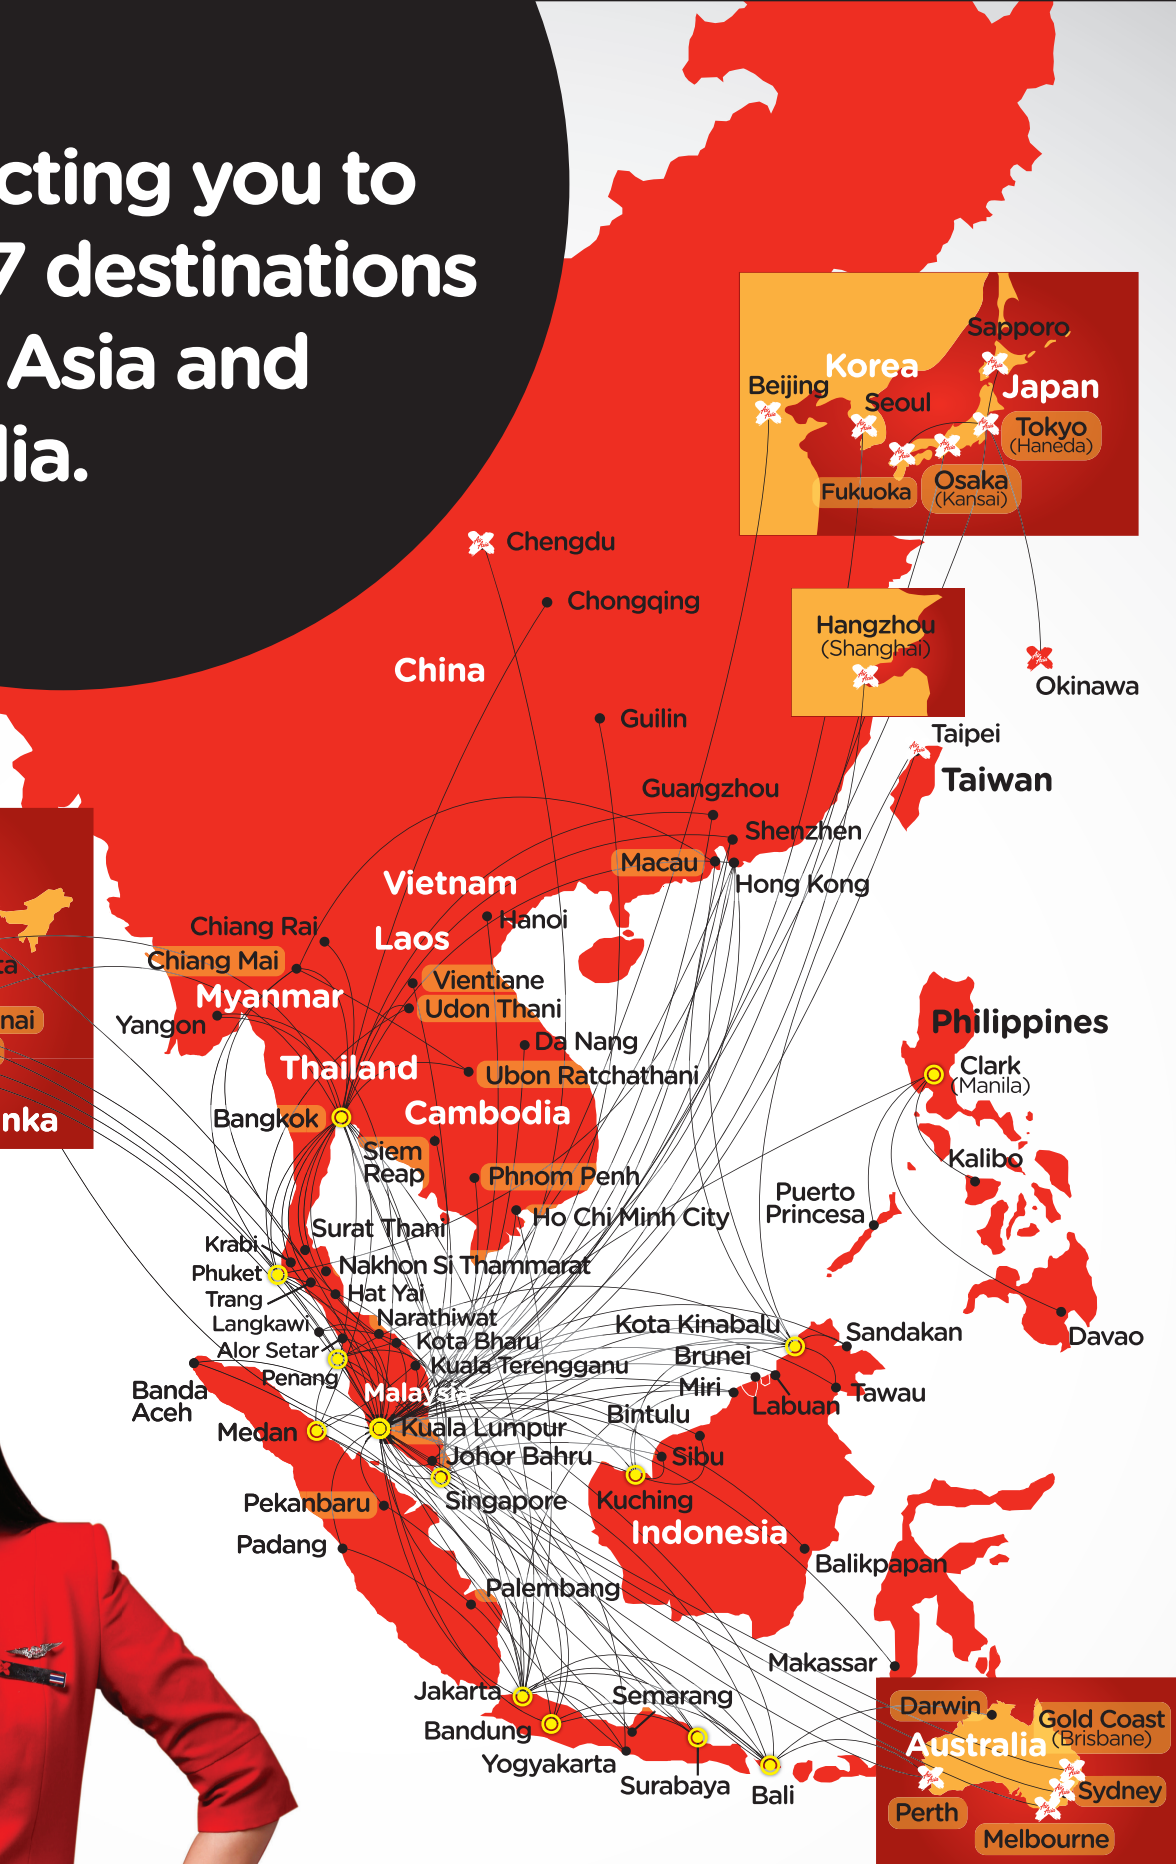 cting you to
7 destinations
Asia and
lia.
Sapporo
Korea
Beijing
Japan
Seoul
Tokyo
(Haneda)
Fukuoka
Osaka
(Kansai)
Chengdu
Chongqing
Hangzhou
(Shanghai)
China
Okinawa
Guilin
Taipei
Taiwan
Guangzhou
Shenzhen
Macau
Hong Kong
Vietnam
Hanoi
Chiang Rai
Laos
Chiang Mai
ta
Vientiane
Myanmar
Udon Thani
nai
Yangon
Philippines
Da Nang
Thailand
Ubon Ratchathani
Clark
(Manila)
Bangkok
Cambodia
nka
Siem
Reap
Phnom Penh
Kalibo
Puerto
Princesa
Ho Chi Minh City
Surat Thani
Krabi
Phuket
Nakhon Si Thammarat
Trang
Hat Yai
Langkawi
Narathiwat
Kota Kinabalu
Sandakan
Davao
Alor Setar
Kota Bharu
Brunei
Penang
Kuala Terengganu
Banda
Aceh
Malaysia
Miri
Labuan
Tawau
Medan
Kuala Lumpur
Bintulu
Johor Bahru
Sibu
Pekanbaru
Singapore
Kuching
Indonesia
Padang
Balikpapan
Palembang
Makassar
Jakarta
Semarang
Darwin
Bandung
Gold Coast
(Brisbane)
Australia
Yogyakarta
Surabaya
Bali
Sydney
Perth
Melbourne